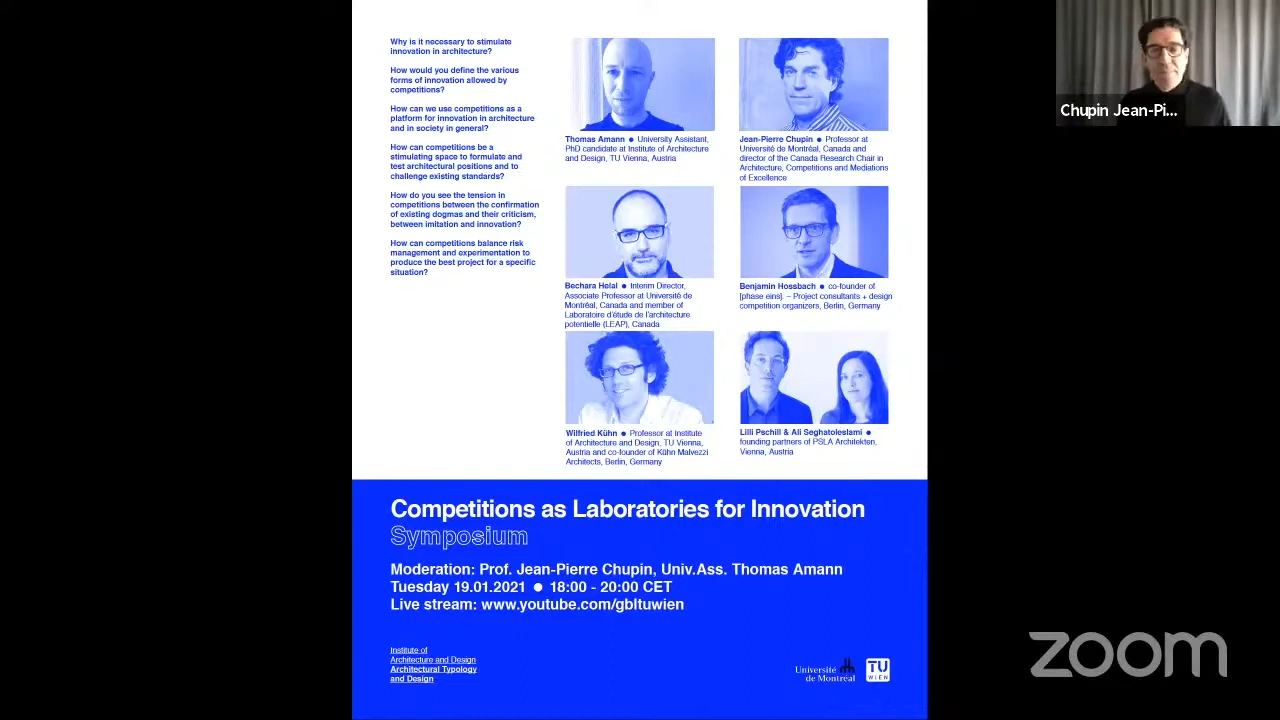 Why is it necessary to stimulate
innovation in architecture?
How would you define the various
forms of innovation allowed by
competitions?
How can we use competitions as a
platform for innovation in architecture
and in society in general?
How can competitions be a
stimulating space to formulate and
test architectural positions and to
challenge existing standards?
How do you see the tension in
competitions between the confirmation
of existing dogmas and their criticism,
between imitation and innovation?
How can competitions balance risk
management and experimentation to
produce the best project for a specific
situation?
Thomas Amann ● University Assistant,
PhD candidate at Institute of Architecture
and Design, TU Vienna, Austria
Jean-Pierre Chupin ● Professor at
Université de Montréal, Canada and
director of the Canada Research Chair in
Architecture, Competitions and Mediations
of Excellence
Bechara Helal ● Interim Director,
Associate Professor at Université de
Montréal, Canada and member of
Laboratoire d'étude de l'architecture
potentielle (LEAP), Canada
Benjamin Hossbach ● co-founder of
[phase eins]. – Project consultants + design
competition organizers, Berlin, Germany
Wilfried Kühn ● Professor at Institute
of Architecture and Design, TU Vienna,
Austria and co-founder of Kühn Malvezzi
Architects, Berlin, Germany
Lilli Pschill & Ali Seghatoleslami ●
founding partners of PSLA Architekten,
Vienna, Austria
Competitions as Laboratories for Innovation
Symposium
Moderation: Prof. Jean-Pierre Chupin, Univ.Ass. Thomas Amann
Tuesday 19.01.2021 ● 18:00 - 20:00 CET
Live stream: www.youtube.com/gbltuwien
Institute of
Architecture and Design
Architectural Typology
and Design
Université
de Montréal
TU
WIEN
Chupin Jean-Pi...
zoom